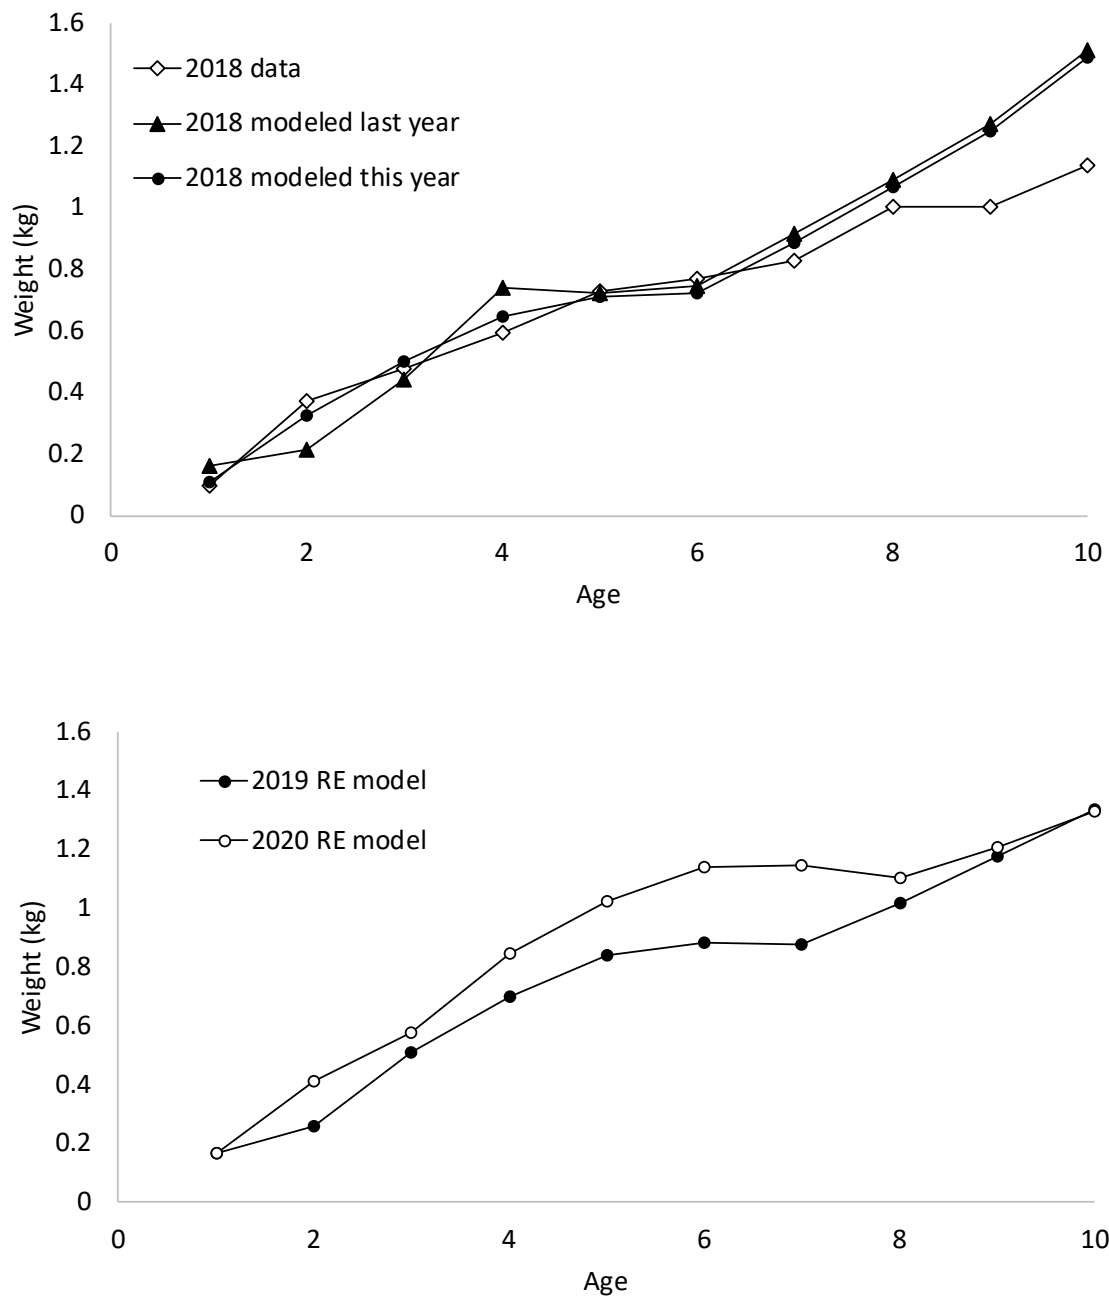 1.6
1.4
1.2
1
0.8
0.6
0.4
0.2
0
Weight (kg)
2018 data
2018 modeled last year
2018 modeled this year
0 2 4 6 8 10
Age
1.6
1.4
1.2
1
0.8
0.6
0.4
0.2
0
Weight (kg)
2019 RE model
2020 RE model
0 2 4 6 8 10
Age